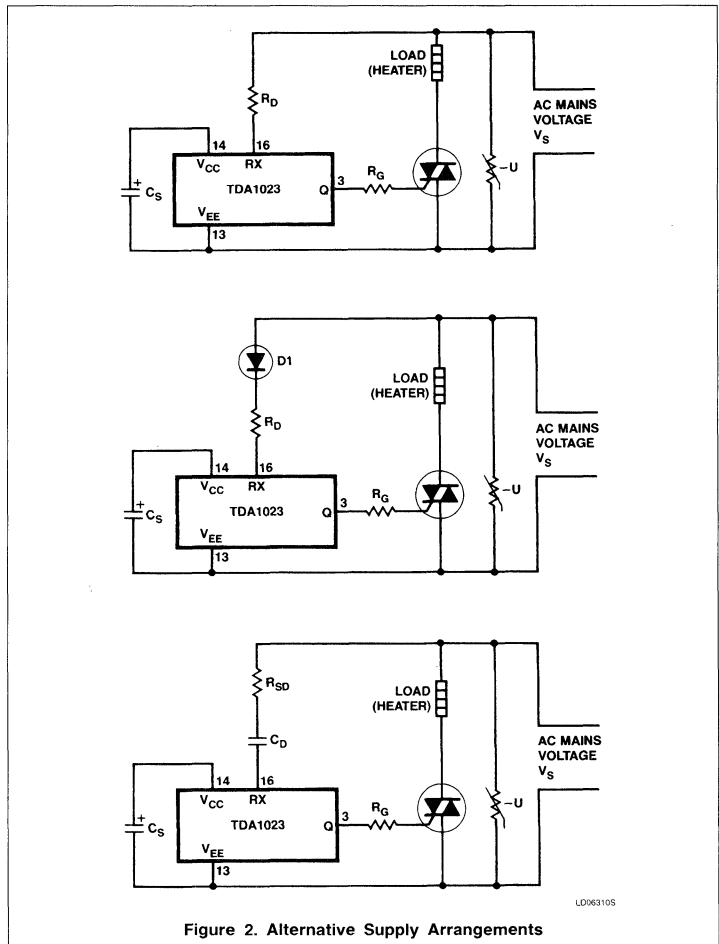 LOAD
(HEATER)
R_D
AC MAINS
VOLTAGE
V_S
14 16
V_CC RX
C_S
+
TDA1023
Q 3
R_G
~U
V_EE
13
D1
LOAD
(HEATER)
R_D
AC MAINS
VOLTAGE
V_S
14 16
V_CC RX
C_S
+
TDA1023
Q 3
R_G
~U
V_EE
13
R_SD
LOAD
(HEATER)
C_D
AC MAINS
VOLTAGE
V_S
14 16
V_CC RX
C_S
+
TDA1023
Q 3
R_G
~U
V_EE
13
LD06310S
Figure 2. Alternative Supply Arrangements